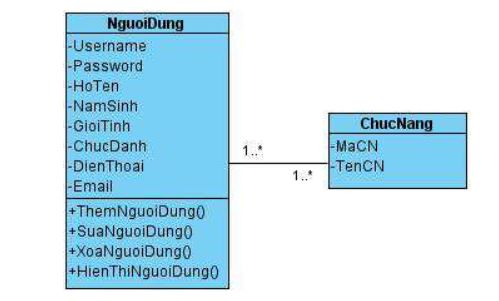 NguoiDung
-Username
-Password
-HoTen
-NamSinh
-GioiTinh
-ChucDanh
-DienThoai
-Email
+ThemNguoiDung()
+SuaNguoiDung()
+XoaNguoiDung()
+HienThiNguoiDung()
1..*
1..*
ChucNang
-MaCN
-TenCN